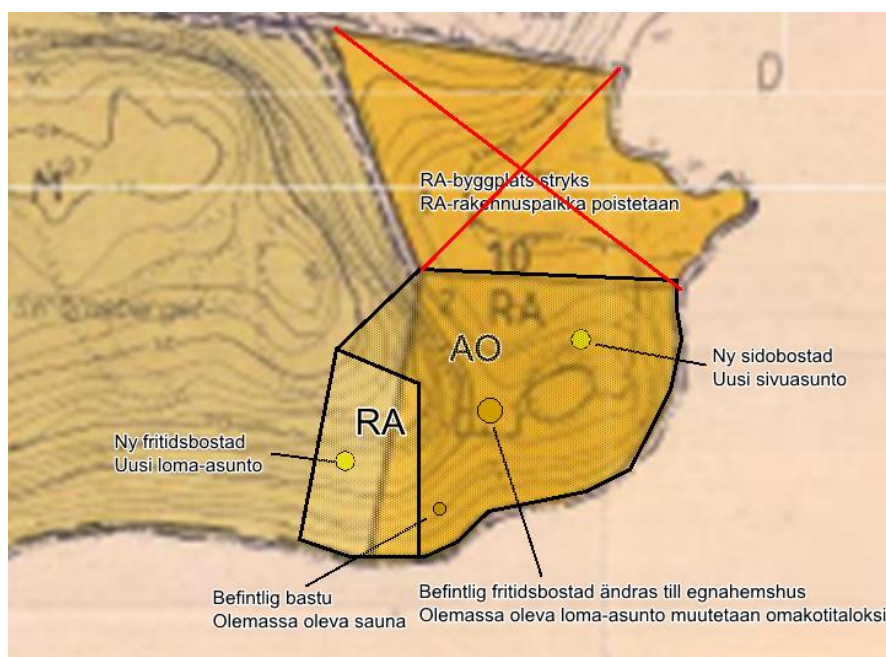 D
RA-byggplats stryks
RA-rakennuspaikka poistetaan
10
RA
AO
Ny sidobostad
Uusi sivuasunto
RA
Ny fritidsbostad
Uusi loma-asunto
Befintlig bastu
Olemassa oleva sauna
Befintlig fritidsbostad ändras till egnahemshus
Olemassa oleva loma-asunto muutetaan omakotitaloksi